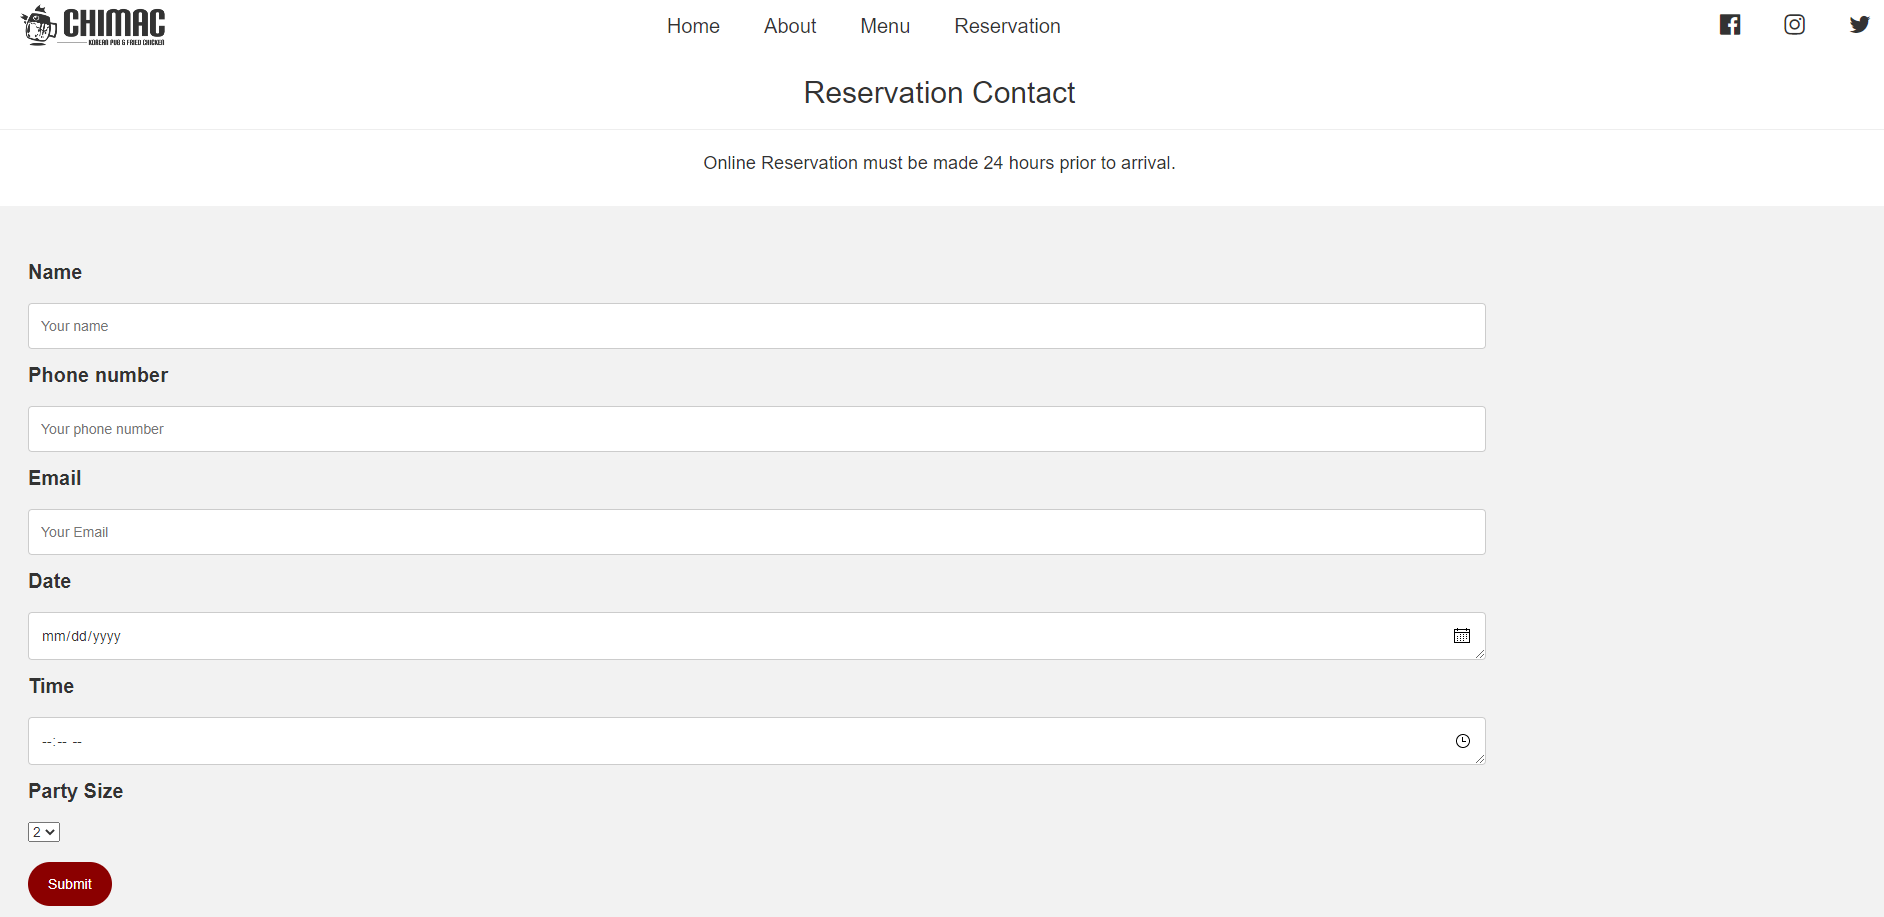 CHIMAC
KOREAN PUB & FRIED CHICKEN
Home About Menu Reservation
Reservation Contact
Online Reservation must be made 24 hours prior to arrival.
Name
Your name
Phone number
Your phone number
Email
Your Email
Date
mm/dd/yyyy
Time
--:-- --
Party Size
2
Submit